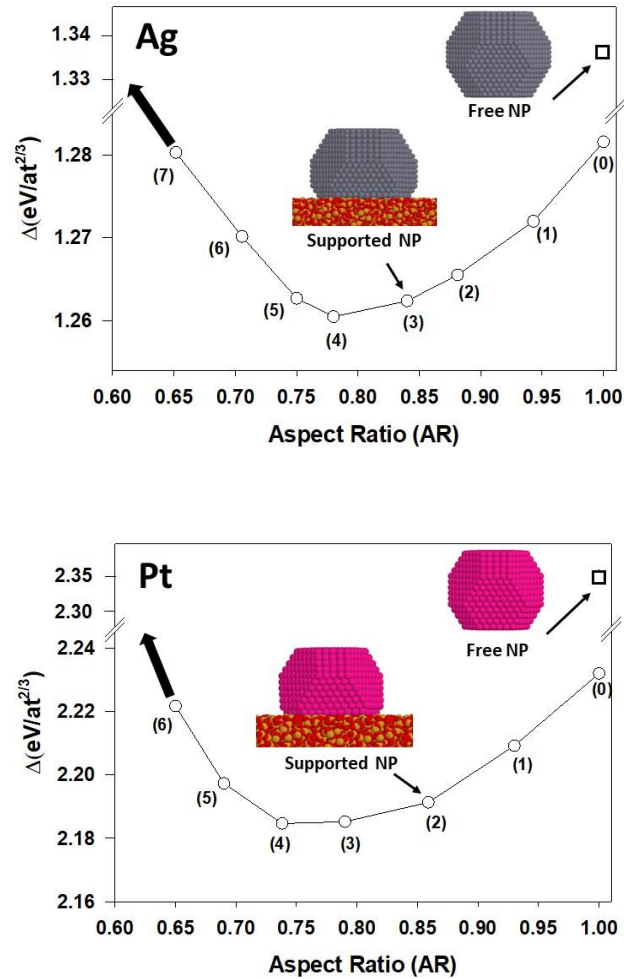 Ag
1.34
1.33
1.28
1.27
1.26
Δ(eV/at^2/3)
Free NP
Supported NP
(7)
(6)
(5)
(4)
(3)
(2)
(1)
(0)
0.60 0.65 0.70 0.75 0.80 0.85 0.90 0.95 1.00
Aspect Ratio (AR)
Pt
2.35
2.30
2.24
2.22
2.20
2.18
2.16
Δ(eV/at^2/3)
Free NP
Supported NP
(6)
(5)
(4)
(3)
(2)
(1)
(0)
0.60 0.65 0.70 0.75 0.80 0.85 0.90 0.95 1.00
Aspect Ratio (AR)